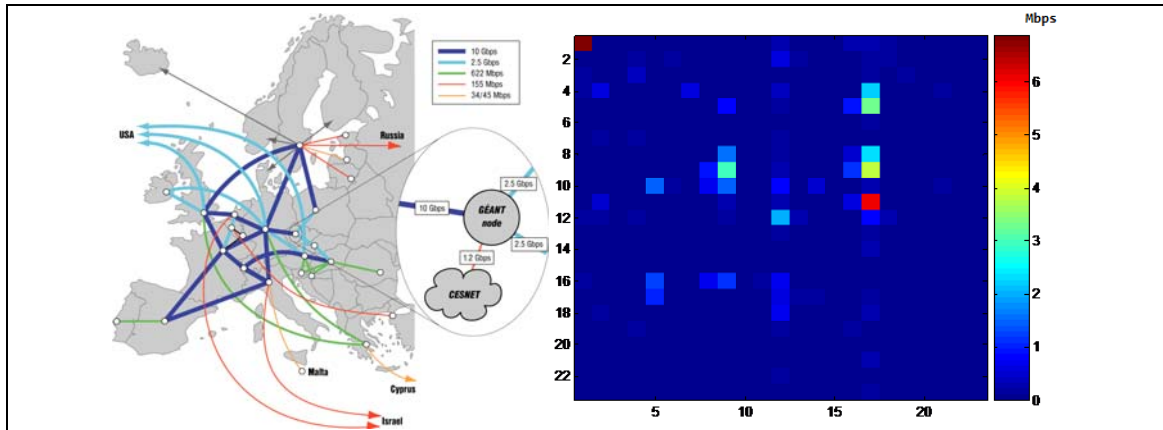 10 Gbps
2.5 Gbps
622 Mbps
155 Mbps
34/45 Mbps
USA
Russia
2.5 Gbps
10 Gbps
GÉANT
node
2.5 Gbps
1.2 Gbps
CESNET
Malta
Cyprus
Israel
Mbps
2
4
6
8
10
12
14
16
18
20
22
5
10
15
20
6
5
4
3
2
1
0